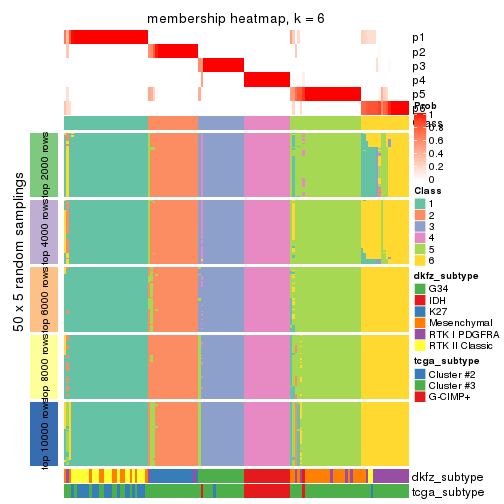 membership heatmap, k = 6
p1
p2
p3
p4
p5
p6
Prob
1
0.8
0.6
0.4
0.2
0
Class
Class
1
2
3
4
5
6
dkfz_subtype
G34
IDH
K27
Mesenchymal
RTK I PDGFRA
RTK II Classic
tcga_subtype
Cluster #2
Cluster #3
G-CIMP+
50 x 5 random samplings
top 2000 rows
top 4000 rows
top 6000 rows
top 8000 rows
top 10000 rows
dkfz_subtype
tcga_subtype